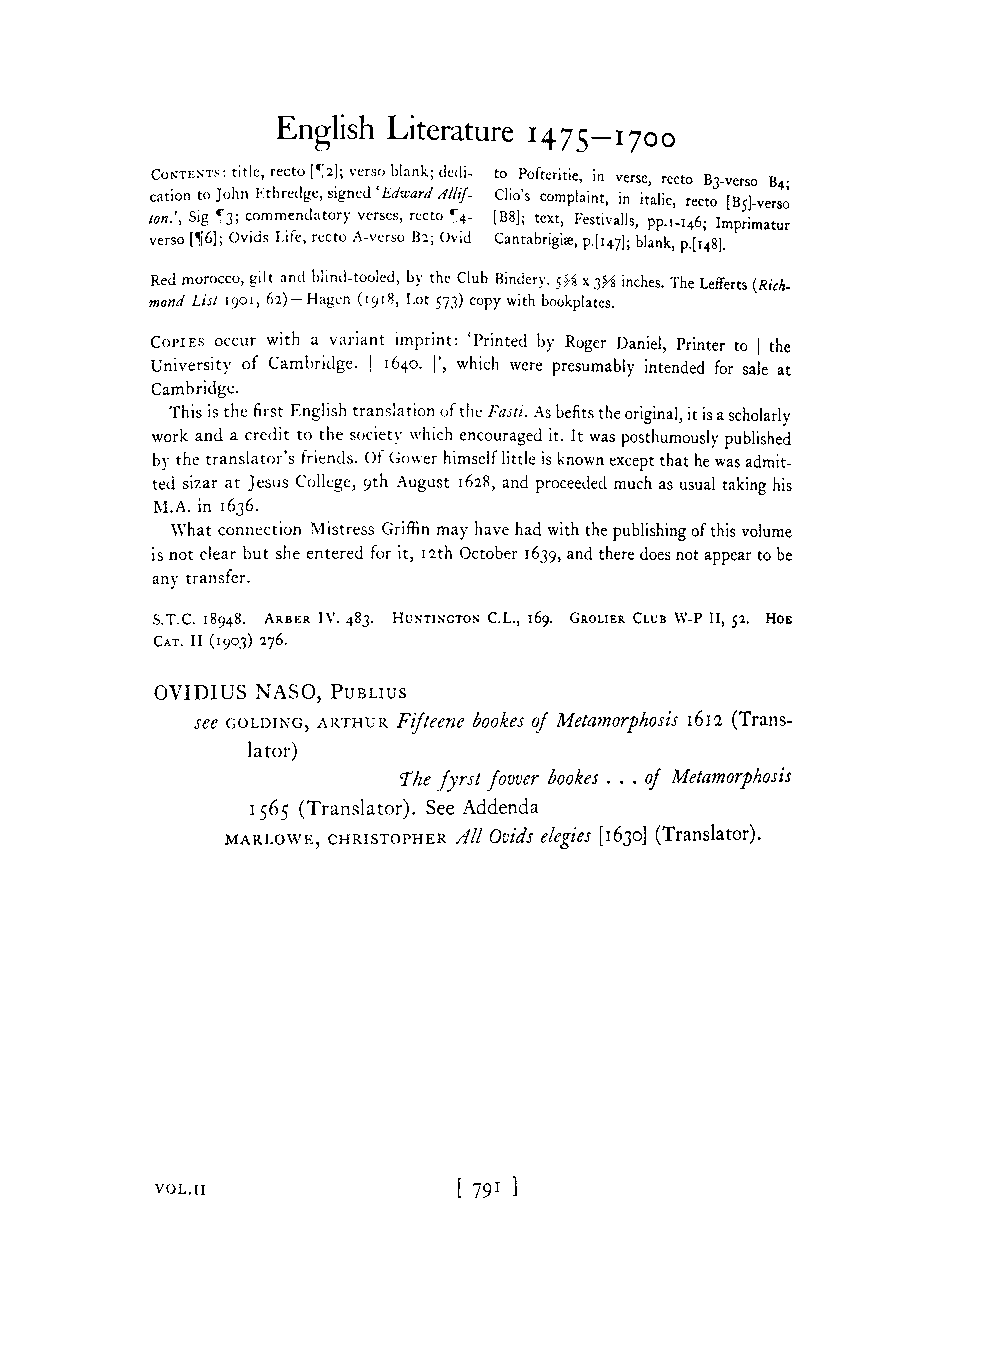 English Literature 1475–1700
CONTENTS: title, recto [¶2]; verso blank; dedi-
cation to John Ethredge, signed 'Edward Alliſ-
ton.', Sig ¶3; commendatory verses, recto ¶4-
verso [¶6]; Ovids Life, recto A-verso B2; Ovid
to Poſteritie, in verse, recto B3-verso B4;
Clio's complaint, in italic, recto [B5]-verso
[B8]; text, Festivalls, pp.1-146; Imprimatur
Cantabrigiæ, p.[147]; blank, p.[148].
Red morocco, gilt and blind-tooled, by the Club Bindery. 5⅝ x 3⅝ inches. The Lefferts (Rich-
mond List 1901, 62)—Hagen (1918, Lot 573) copy with bookplates.
COPIES occur with a variant imprint: 'Printed by Roger Daniel, Printer to | the
University of Cambridge. | 1640. |', which were presumably intended for sale at
Cambridge.
This is the first English translation of the Fasti. As befits the original, it is a scholarly
work and a credit to the society which encouraged it. It was posthumously published
by the translator's friends. Of Gower himself little is known except that he was admit-
ted sizar at Jesus College, 9th August 1628, and proceeded much as usual taking his
M.A. in 1636.
What connection Mistress Griffin may have had with the publishing of this volume
is not clear but she entered for it, 12th October 1639, and there does not appear to be
any transfer.
S.T.C. 18948. ARBER IV. 483. HUNTINGTON C.L., 169. GROLIER CLUB W-P II, 52. HOE
CAT. II (1903) 276.
OVIDIUS NASO, PUBLIUS
see GOLDING, ARTHUR Fifteene bookes of Metamorphosis 1612 (Trans-
lator)
The fyrst fovver bookes . . . of Metamorphosis
1565 (Translator). See Addenda
MARLOWE, CHRISTOPHER All Ovids elegies [1630] (Translator).
VOL.II [ 791 ]